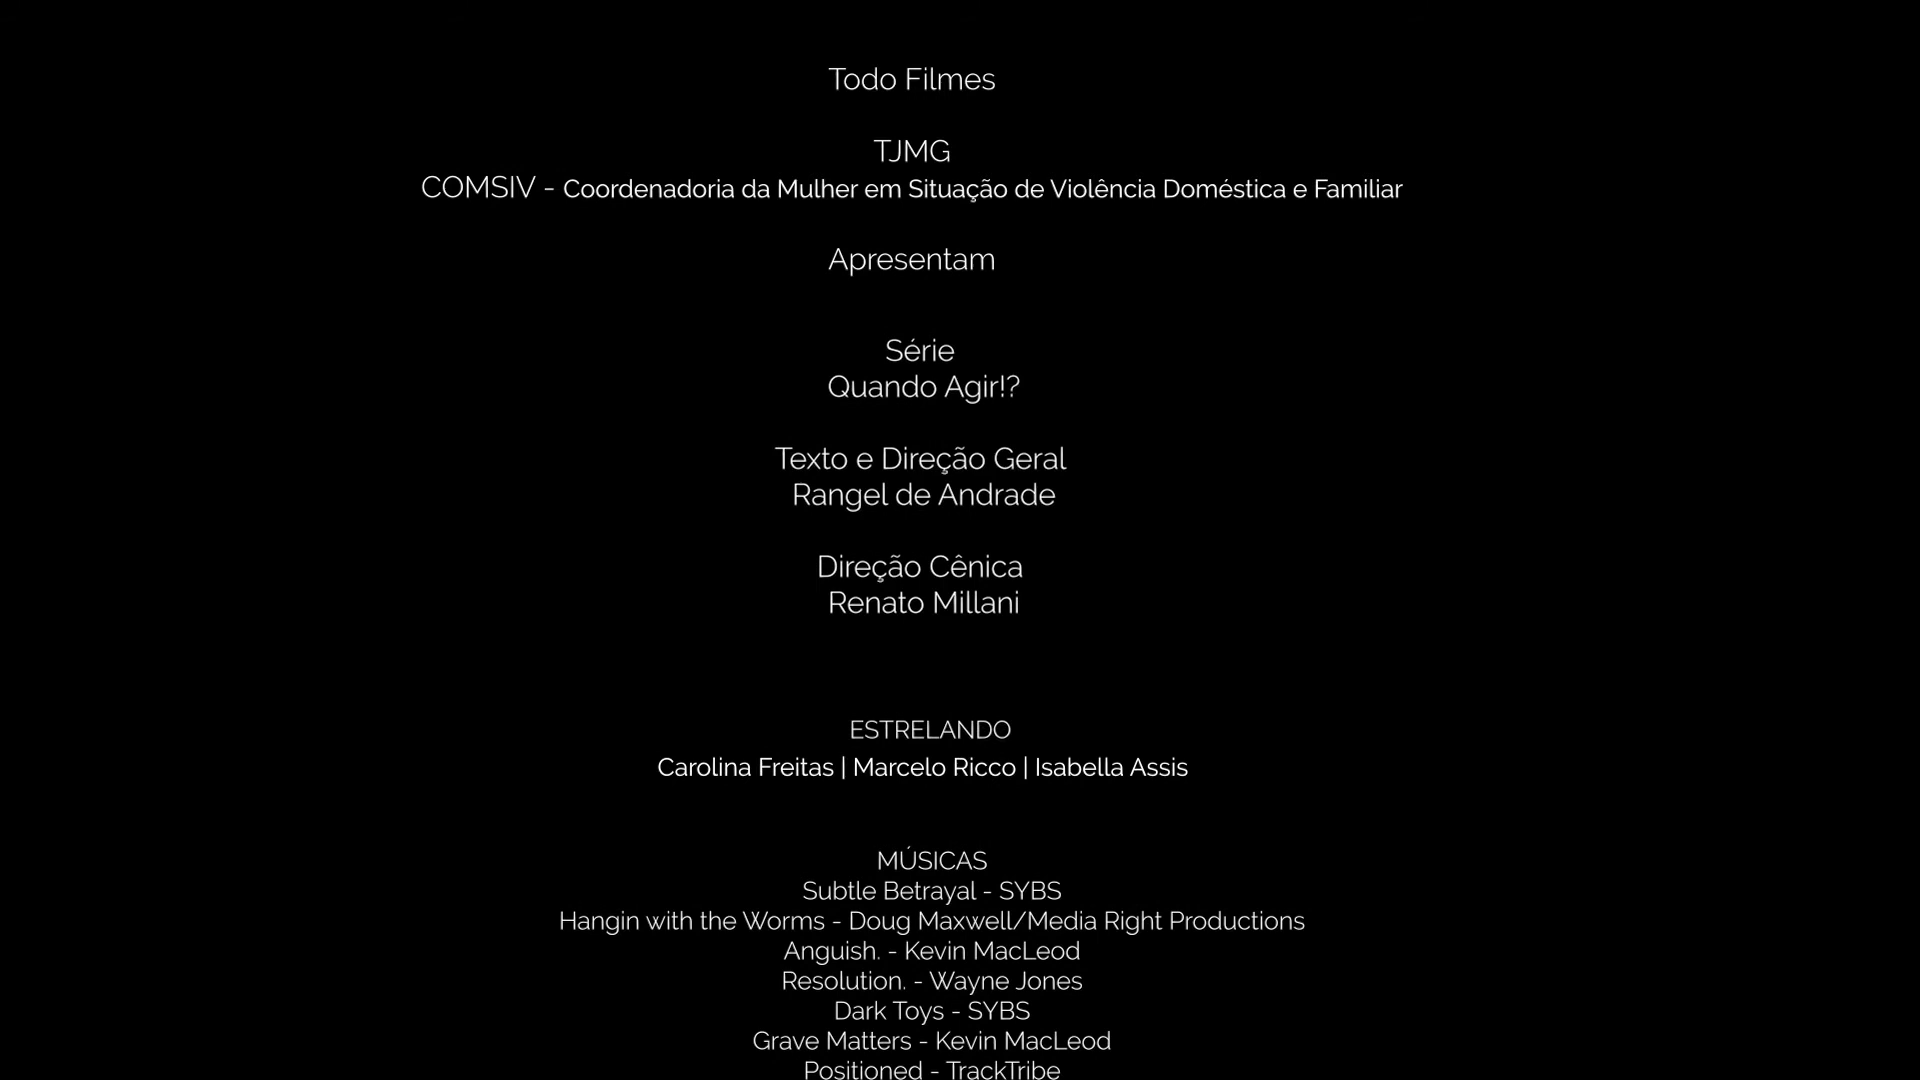 Todo Filmes
TJMG
COMSIV - Coordenadoria da Mulher em Situação de Violência Doméstica e Familiar
Apresentam
Série
Quando Agir!?
Texto e Direção Geral
Rangel de Andrade
Direção Cênica
Renato Millani
ESTRELANDO
Carolina Freitas | Marcelo Ricco | Isabella Assis
MÚSICAS
Subtle Betrayal - SYBS
Hangin with the Worms - Doug Maxwell/Media Right Productions
Anguish. - Kevin MacLeod
Resolution. - Wayne Jones
Dark Toys - SYBS
Grave Matters - Kevin MacLeod
Positioned - TrackTribe